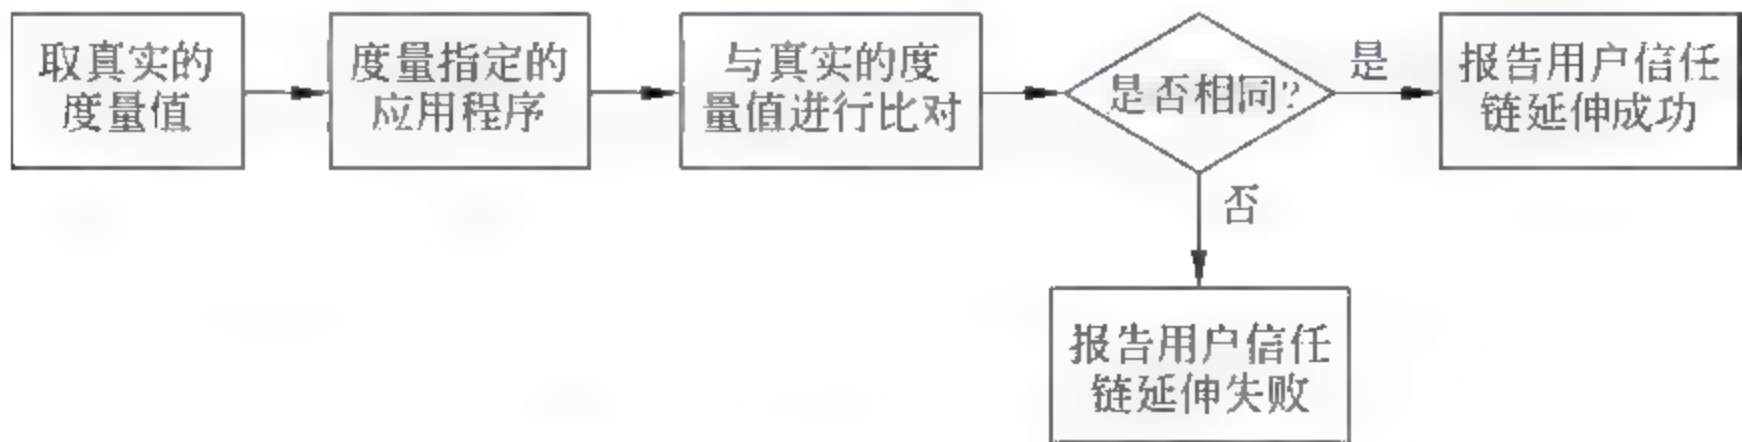 取真实的
度量值
度量指定的
应用程序
与真实的度
量值进行比对
是否相同?
是
报告用户信任
链延伸成功
否
报告用户信任
链延伸失败